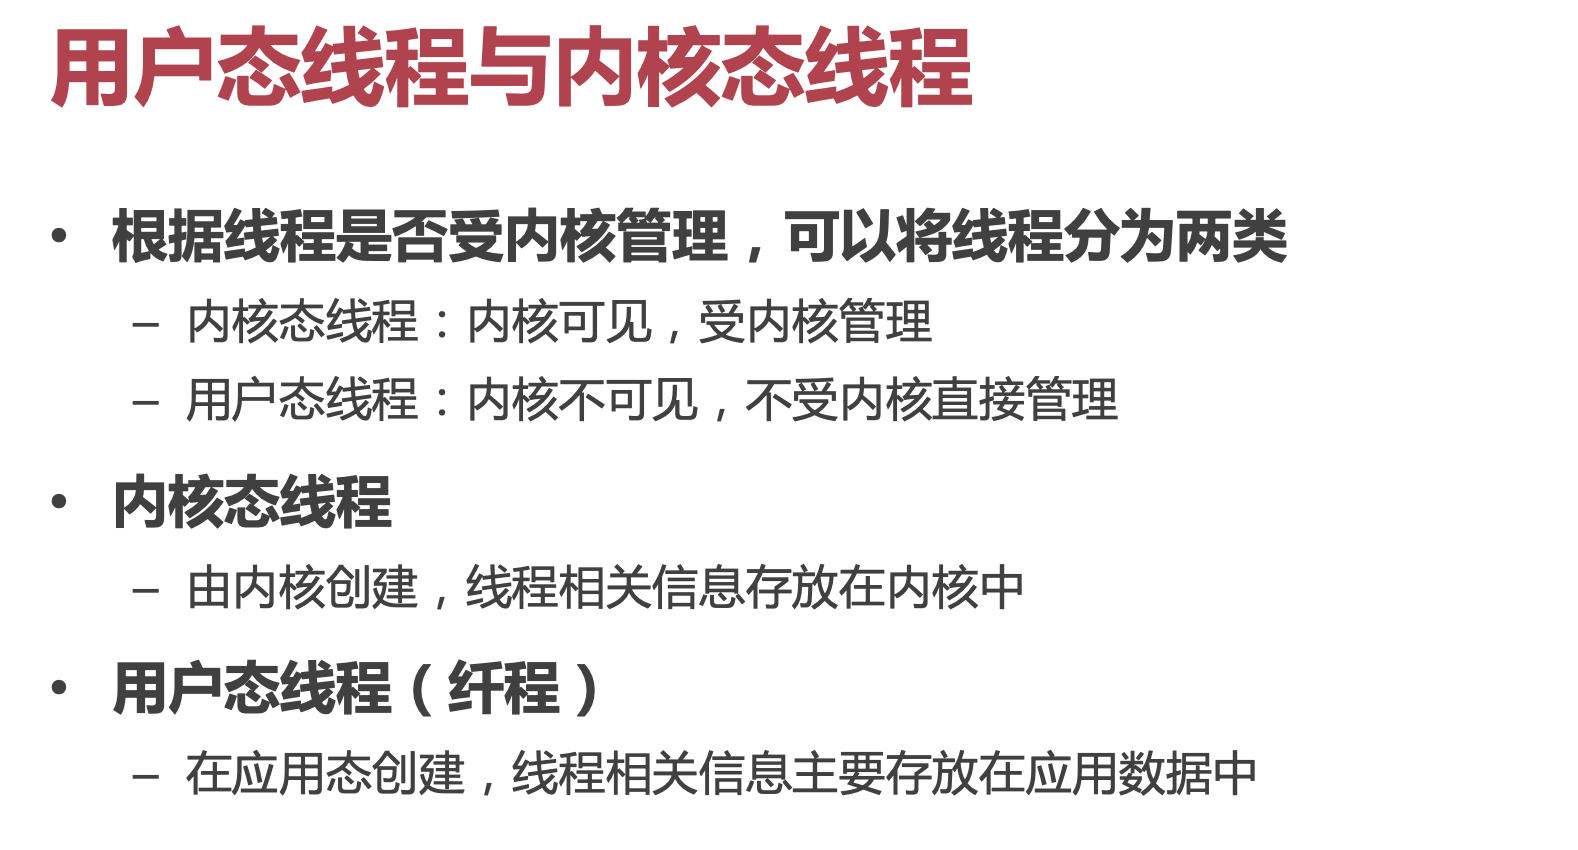 用户态线程与内核态线程
• 根据线程是否受内核管理，可以将线程分为两类
– 内核态线程：内核可见，受内核管理
– 用户态线程：内核不可见，不受内核直接管理
• 内核态线程
– 由内核创建，线程相关信息存放在内核中
• 用户态线程（纤程）
– 在应用态创建，线程相关信息主要存放在应用数据中